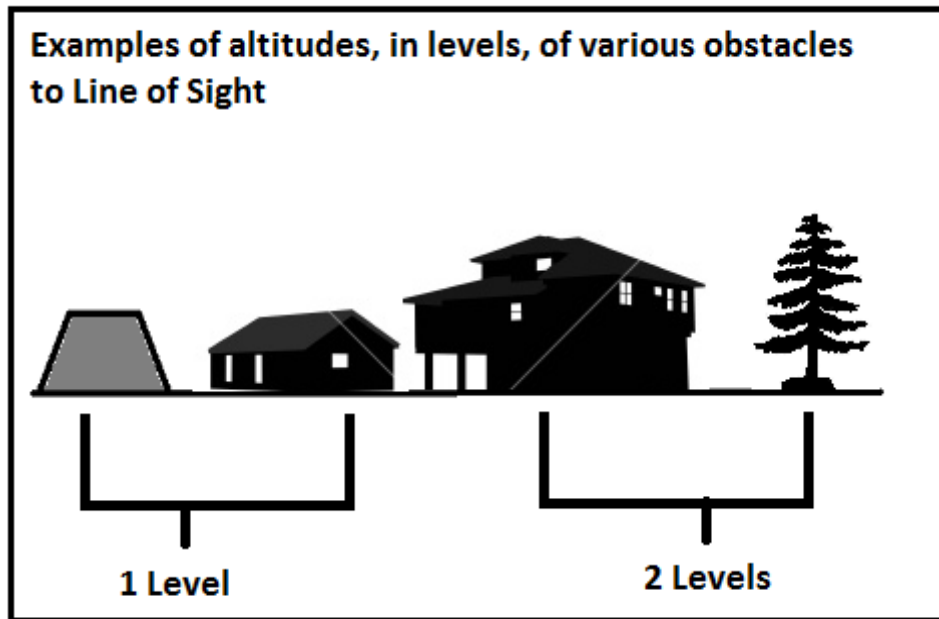 Examples of altitudes, in levels, of various obstacles
to Line of Sight
1 Level
2 Levels